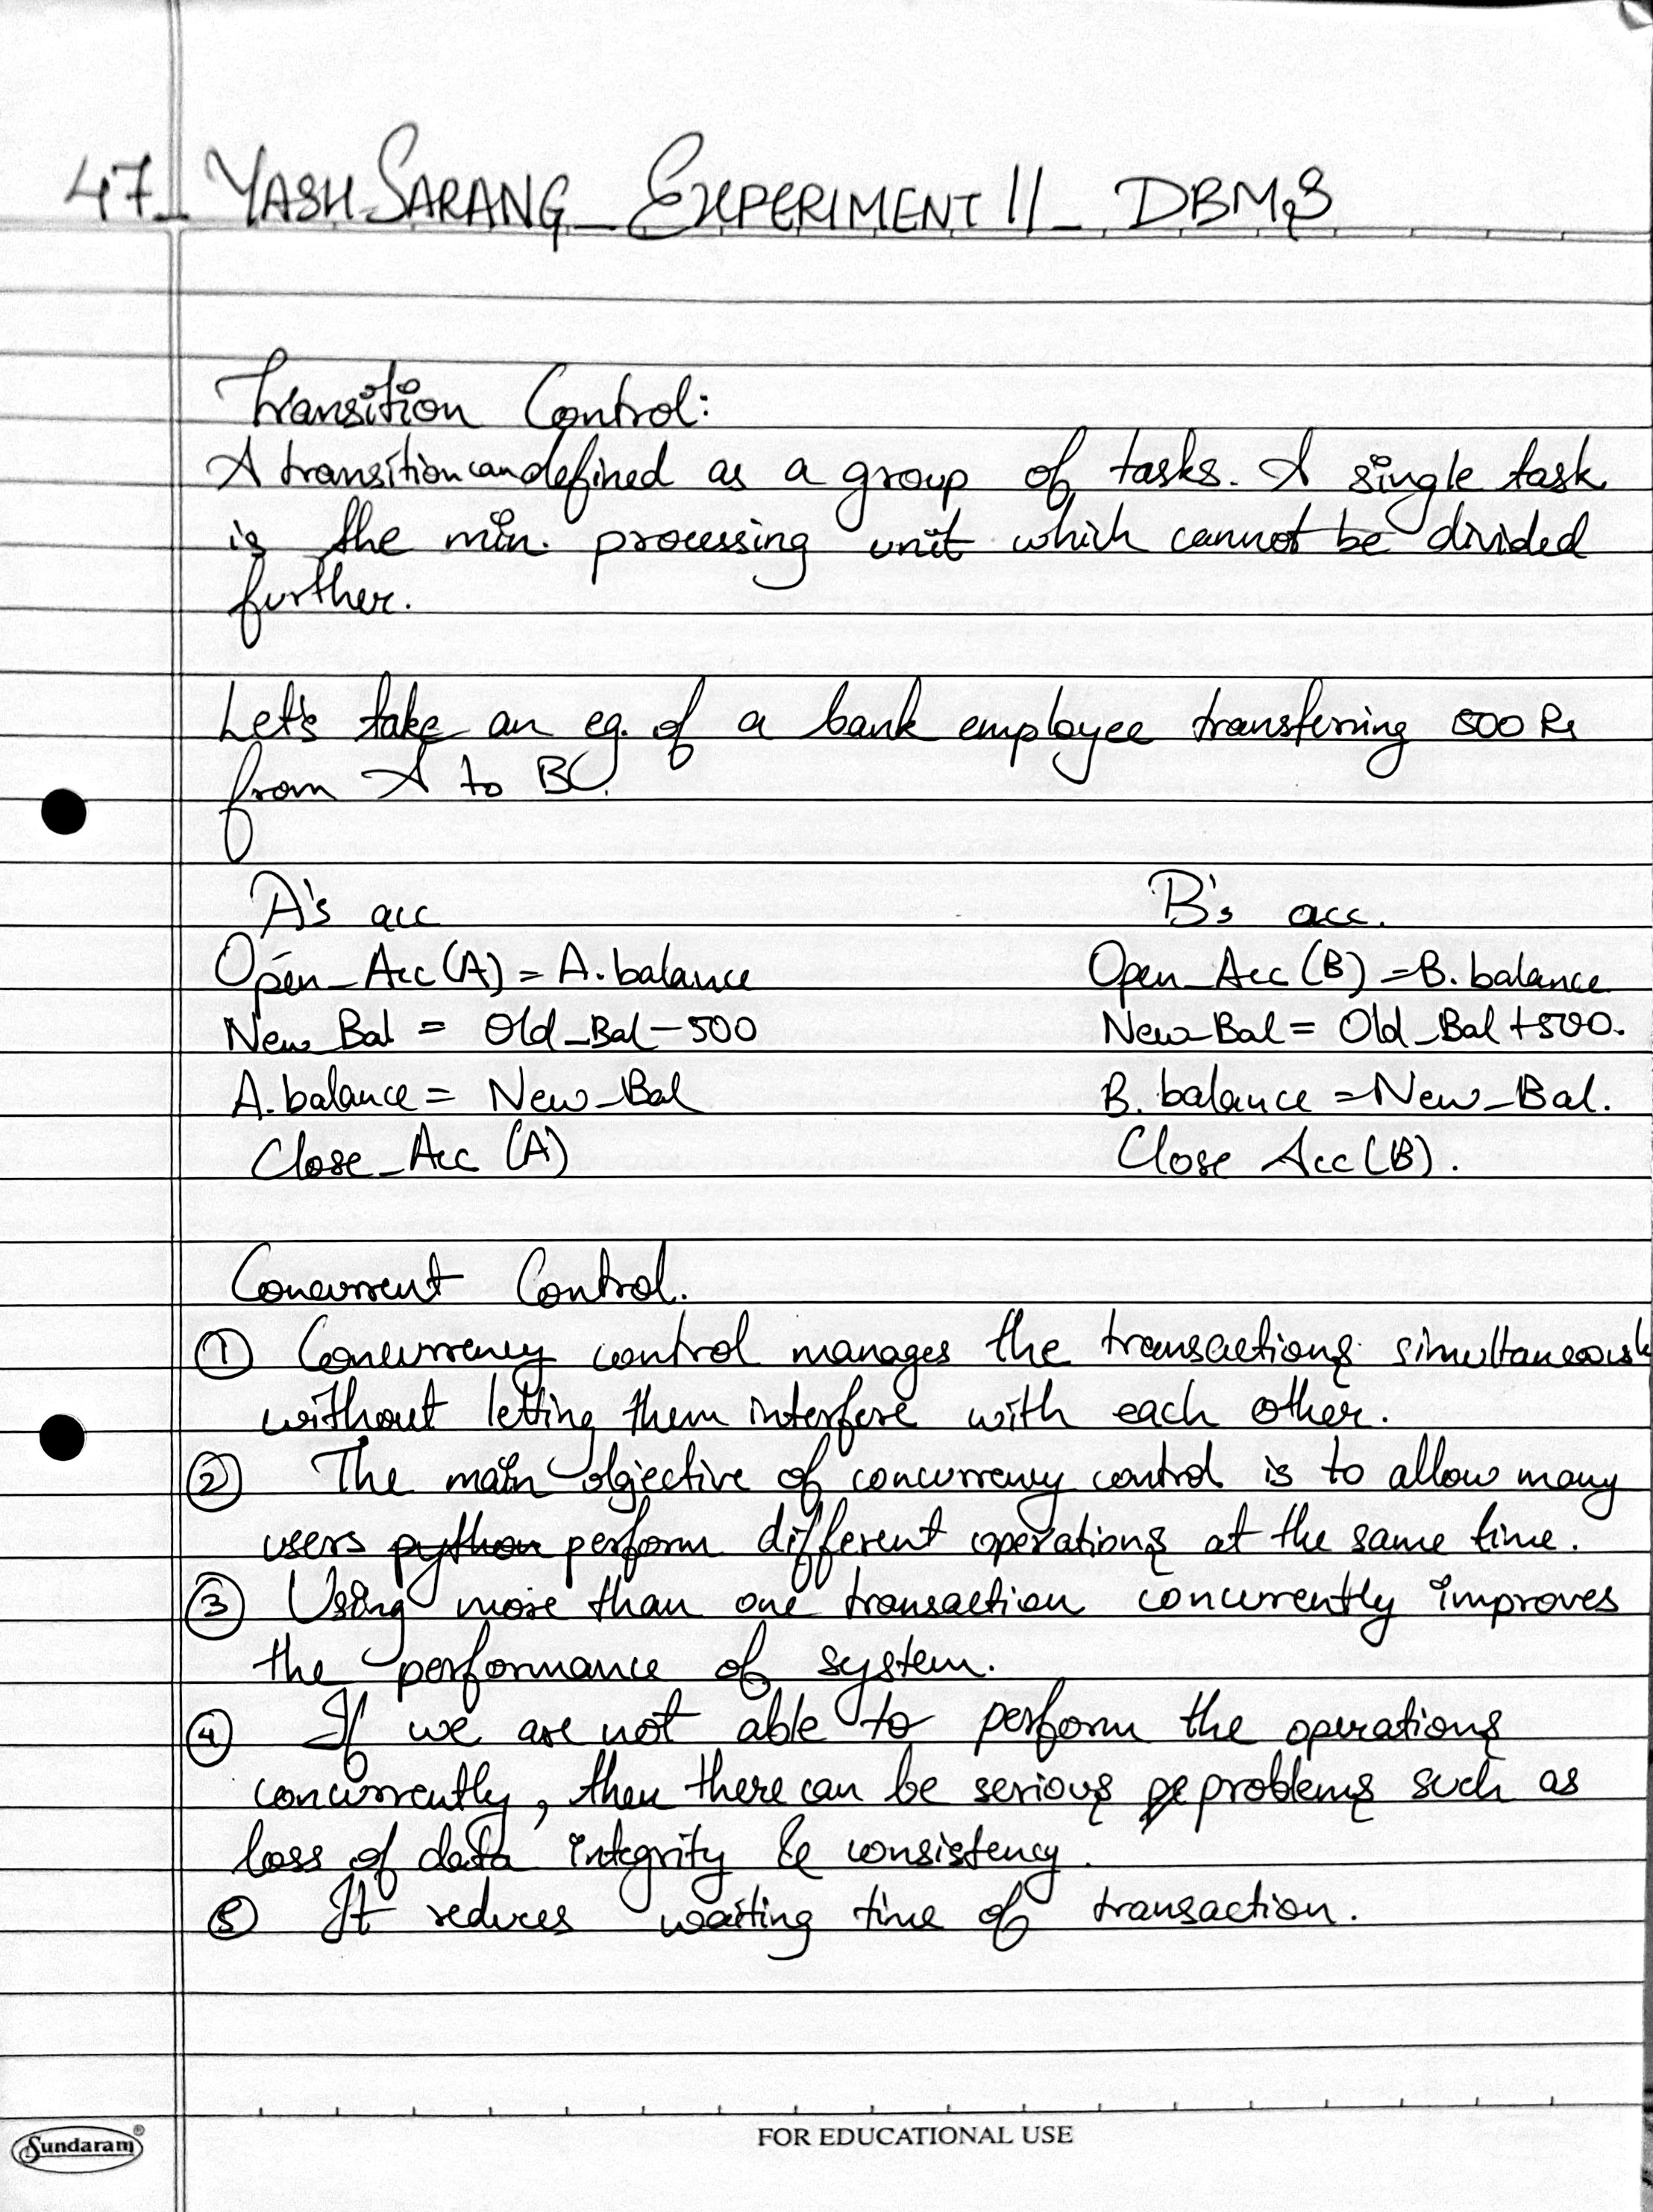 47_ YASH SARANG_ EXPERIMENT 11_ DBMS
Transition Control:
A transition can defined as a group of tasks. A single task
is the min. processing unit which cannot be divided
further.
Let's take an eg. of a bank employee transferring 500 Rs
from A to B.
A's acc B's acc.
Open_Acc(A) = A.balance Open_Acc(B) = B.balance
New_Bal = Old_Bal - 500 New_Bal = Old_Bal + 500.
A.balance = New_Bal B.balance = New_Bal.
Close_Acc (A) Close Acc (B).
Concurrent Control.
① Concurrency control manages the transactions simultaneously
without letting them interfere with each other.
② The main objective of concurrency control is to allow many
users python perform different operations at the same time.
③ Using more than one transaction concurrently improves
the performance of system.
④ If we are not able to perform the operations
concurrently, then there can be serious pe problems such as
loss of data integrity & consistency.
⑤ It reduces waiting time of transaction.
Sundaram®
FOR EDUCATIONAL USE